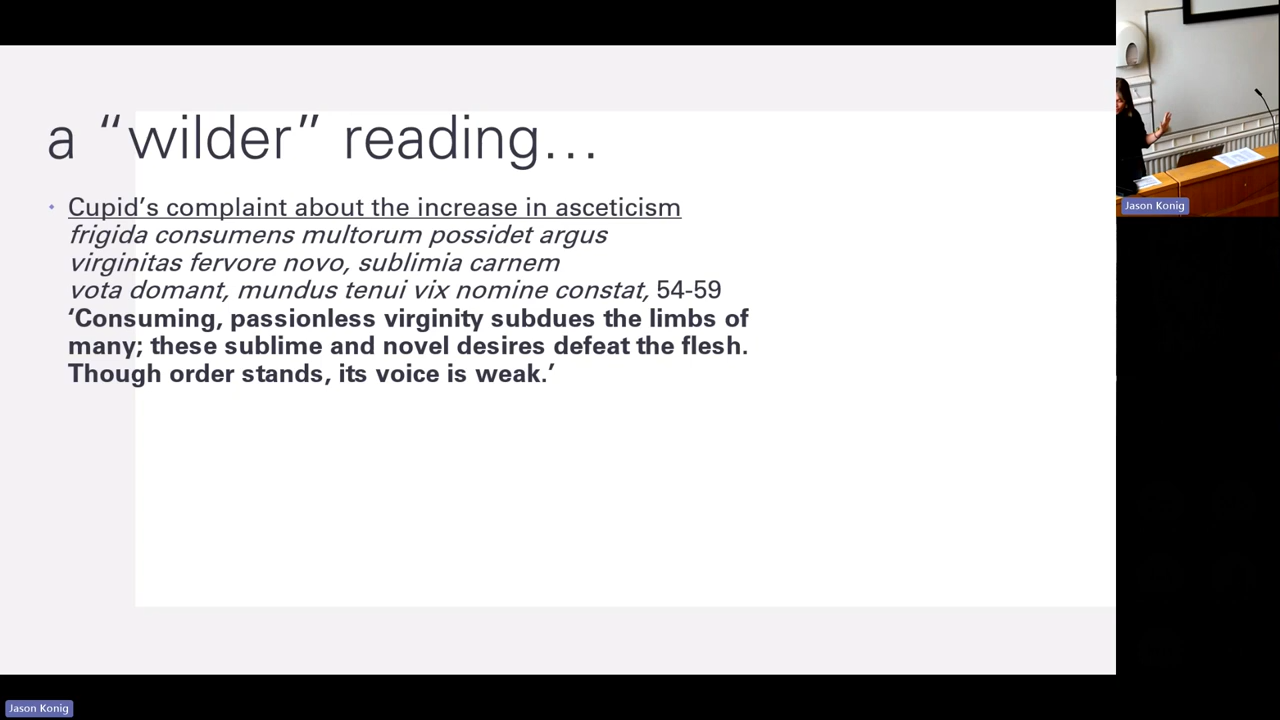 a “wilder” reading…
Cupid’s complaint about the increase in asceticism
frigida consumens multorum possidet argus
virginitas fervore novo, sublimia carnem
vota domant, mundus tenui vix nomine constat, 54-59
‘Consuming, passionless virginity subdues the limbs of
many; these sublime and novel desires defeat the flesh.
Though order stands, its voice is weak.’
Jason Konig
Jason Konig